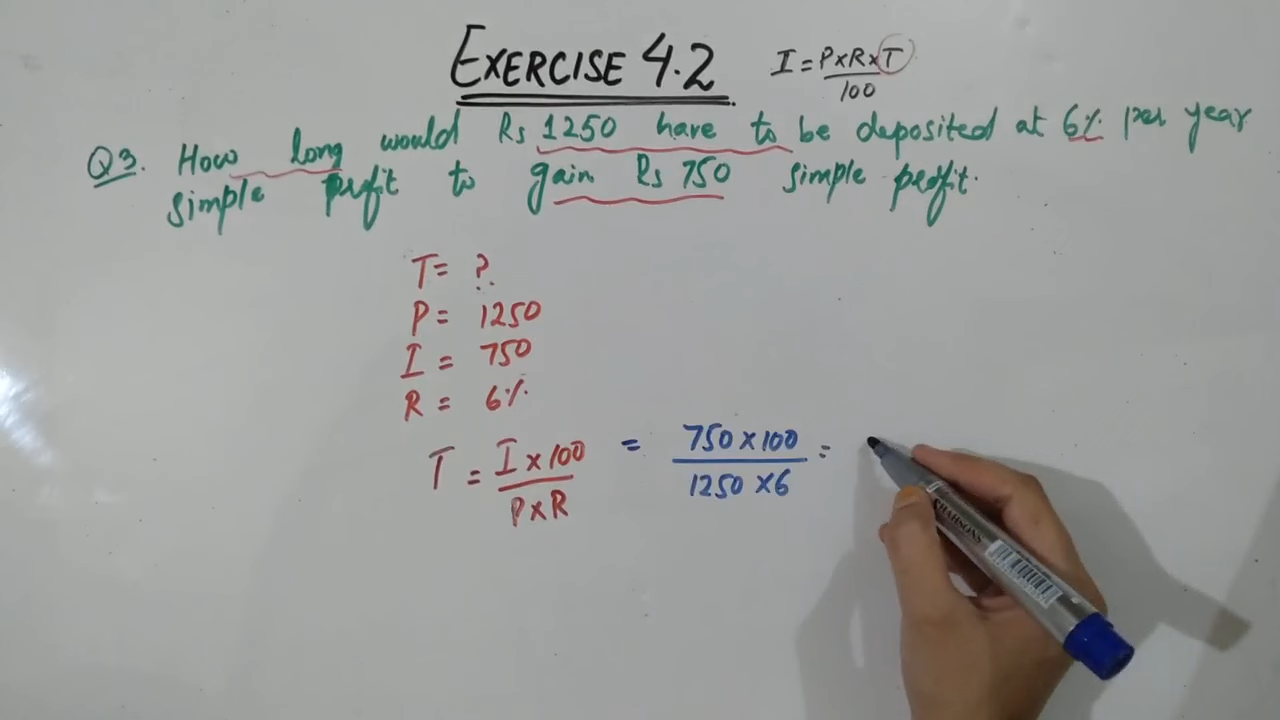 EXERCISE 4.2
I = P×R×T / 100
Q3. How long would Rs 1250 have to be deposited at 6% per year
simple profit to gain Rs 750 simple profit.
T = ?
P = 1250
I = 750
R = 6%
T = I×100 / P×R = 750×100 / 1250×6 =